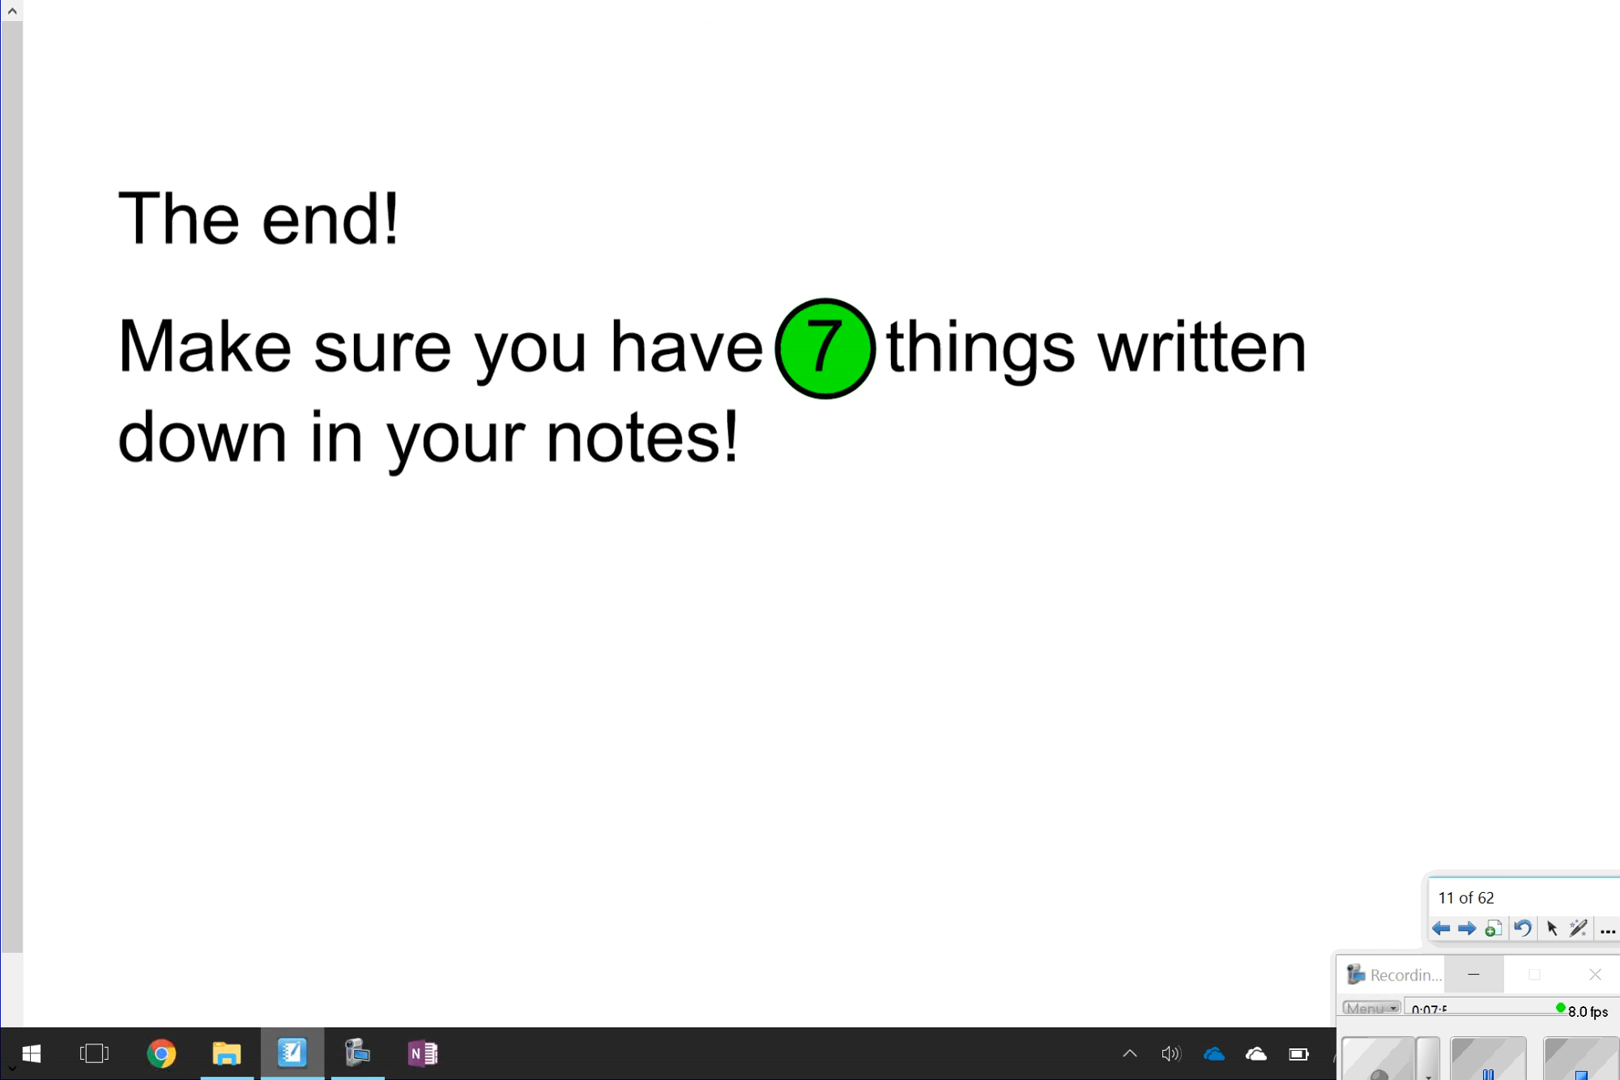 The end!
Make sure you have 7 things written
down in your notes!
11 of 62
Recordin...
Menu
8.0 fps
N